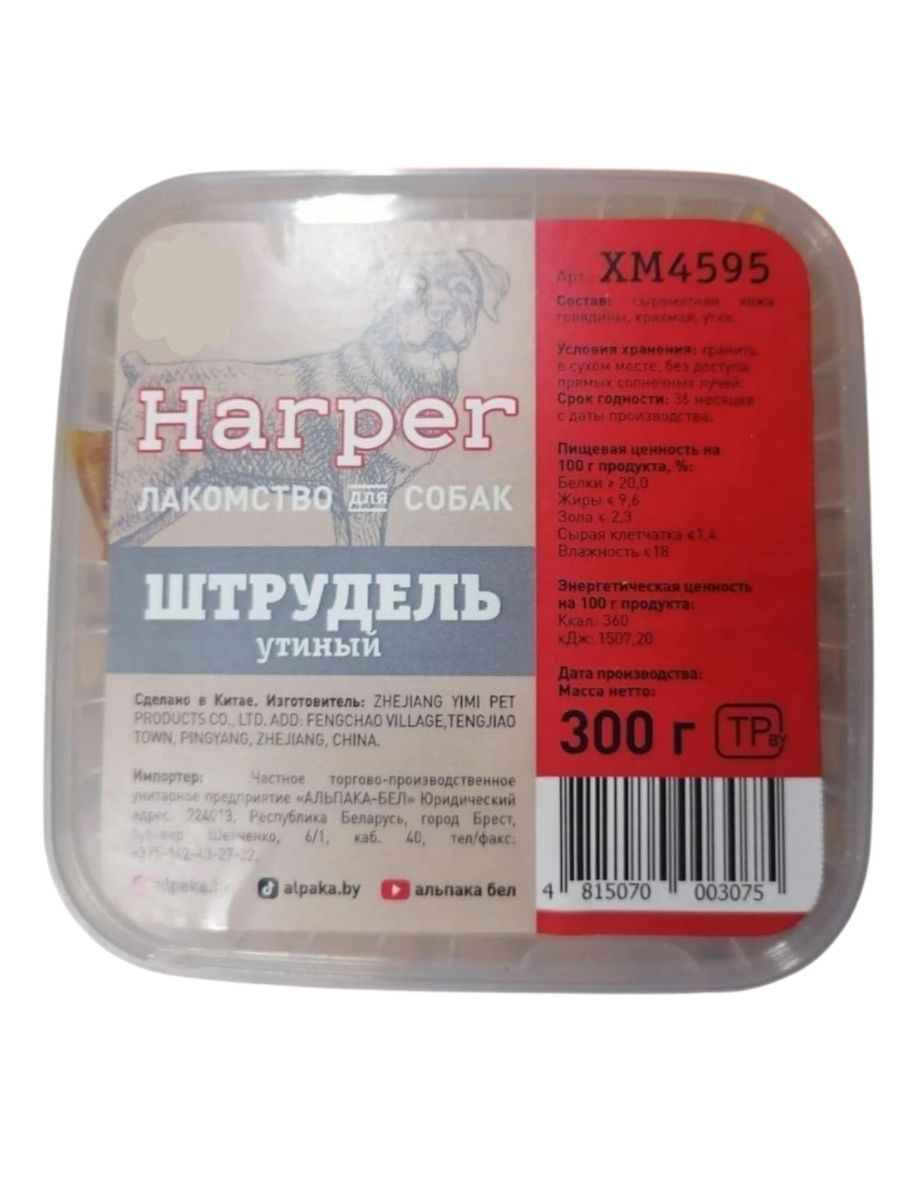 Harper
ЛАКОМСТВО для СОБАК
ШТРУДЕЛЬ
утиный
Сделано в Китае. Изготовитель: ZHEJIANG YIMI PET
PRODUCTS CO., LTD. ADD: FENGCHAO VILLAGE,TENGJIAO
TOWN, PINGYANG, ZHEJIANG, CHINA.
Импортер: Частное торгово-производственное
унитарное предприятие «АЛЬПАКА-БЕЛ» Юридический
адрес: 224013, Республика Беларусь, город Брест,
бульвар Шевченко, 6/1, каб. 40, тел/факс:
+375-162-43-27-32.
alpaka.by alpaka.by альпака бел
Арт.: XM4595
Состав: сыромятная кожа
говядины, крахмал, утка.
Условия хранения: хранить
в сухом месте, без доступа
прямых солнечных лучей.
Срок годности: 36 месяцев
с даты производства.
Пищевая ценность на
100 г продукта, %:
Белки ≥ 20,0
Жиры ≤ 9,6
Зола ≤ 2,3
Сырая клетчатка ≤1,4
Влажность ≤18
Энергетическая ценность
на 100 г продукта:
Ккал: 360
кДж: 1507,20
Дата производства:
Масса нетто:
300 г TP BY
4 815070 003075